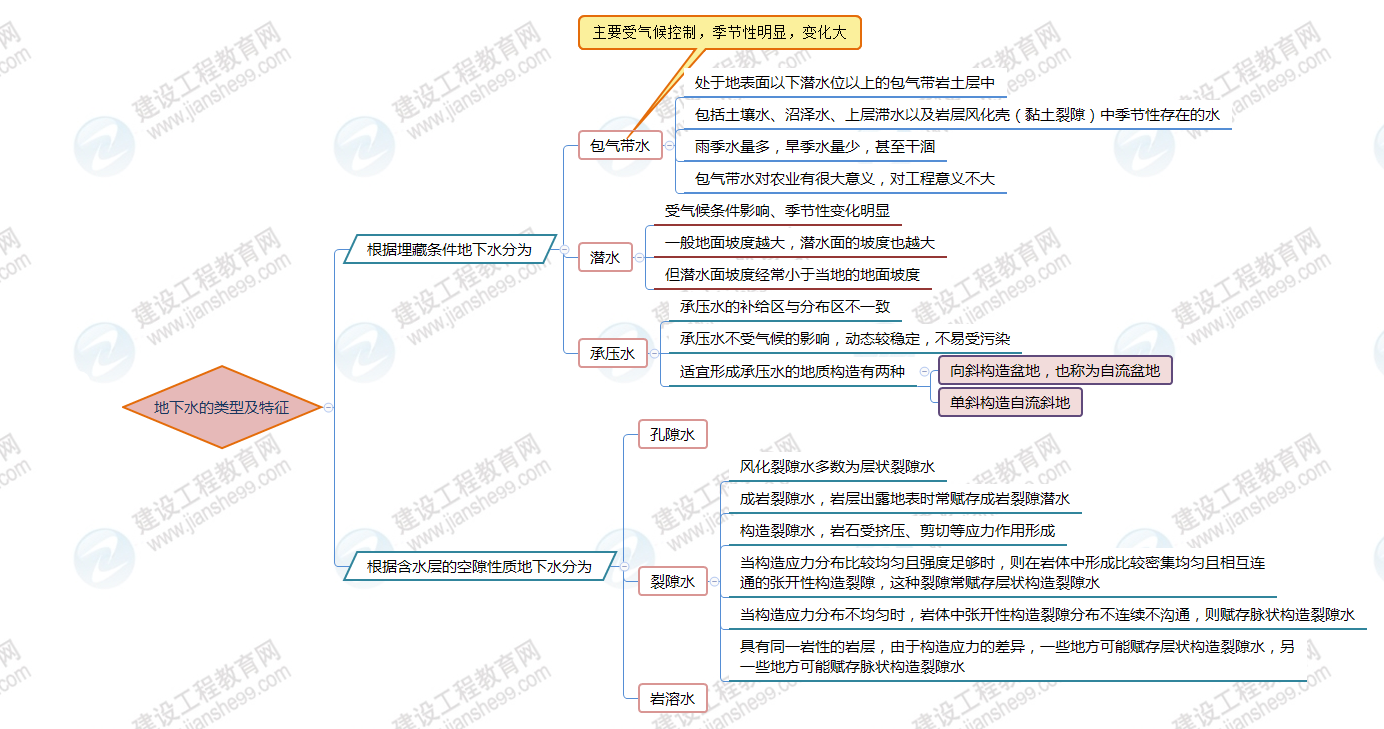 主要受气候控制，季节性明显，变化大
处于地表面以下潜水位以上的包气带岩土层中
包括土壤水、沼泽水、上层滞水以及岩层风化壳（黏土裂隙）中季节性存在的水
包气带水
雨季水量多，旱季水量少，甚至干涸
包气带水对农业有很大意义，对工程意义不大
根据埋藏条件地下水分为
受气候条件影响、季节性变化明显
潜水
一般地面坡度越大，潜水面的坡度也越大
但潜水面坡度经常小于当地的地面坡度
承压水的补给区与分布区不一致
承压水
承压水不受气候的影响，动态较稳定，不易受污染
适宜形成承压水的地质构造有两种
向斜构造盆地，也称为自流盆地
单斜构造自流斜地
地下水的类型及特征
孔隙水
风化裂隙水多数为层状裂隙水
成岩裂隙水，岩层出露地表时常赋存成岩裂隙潜水
构造裂隙水，岩石受挤压、剪切等应力作用形成
根据含水层的空隙性质地下水分为
裂隙水
当构造应力分布比较均匀且强度足够时，则在岩体中形成比较密集均匀且相互连
通的张开性构造裂隙，这种裂隙常赋存层状构造裂隙水
当构造应力分布不均匀时，岩体中张开性构造裂隙分布不连续不沟通，则赋存脉状构造裂隙水
具有同一岩性的岩层，由于构造应力的差异，一些地方可能赋存层状构造裂隙水，另
一些地方可能赋存脉状构造裂隙水
岩溶水
建设工程教育网
www.jianshe99.com